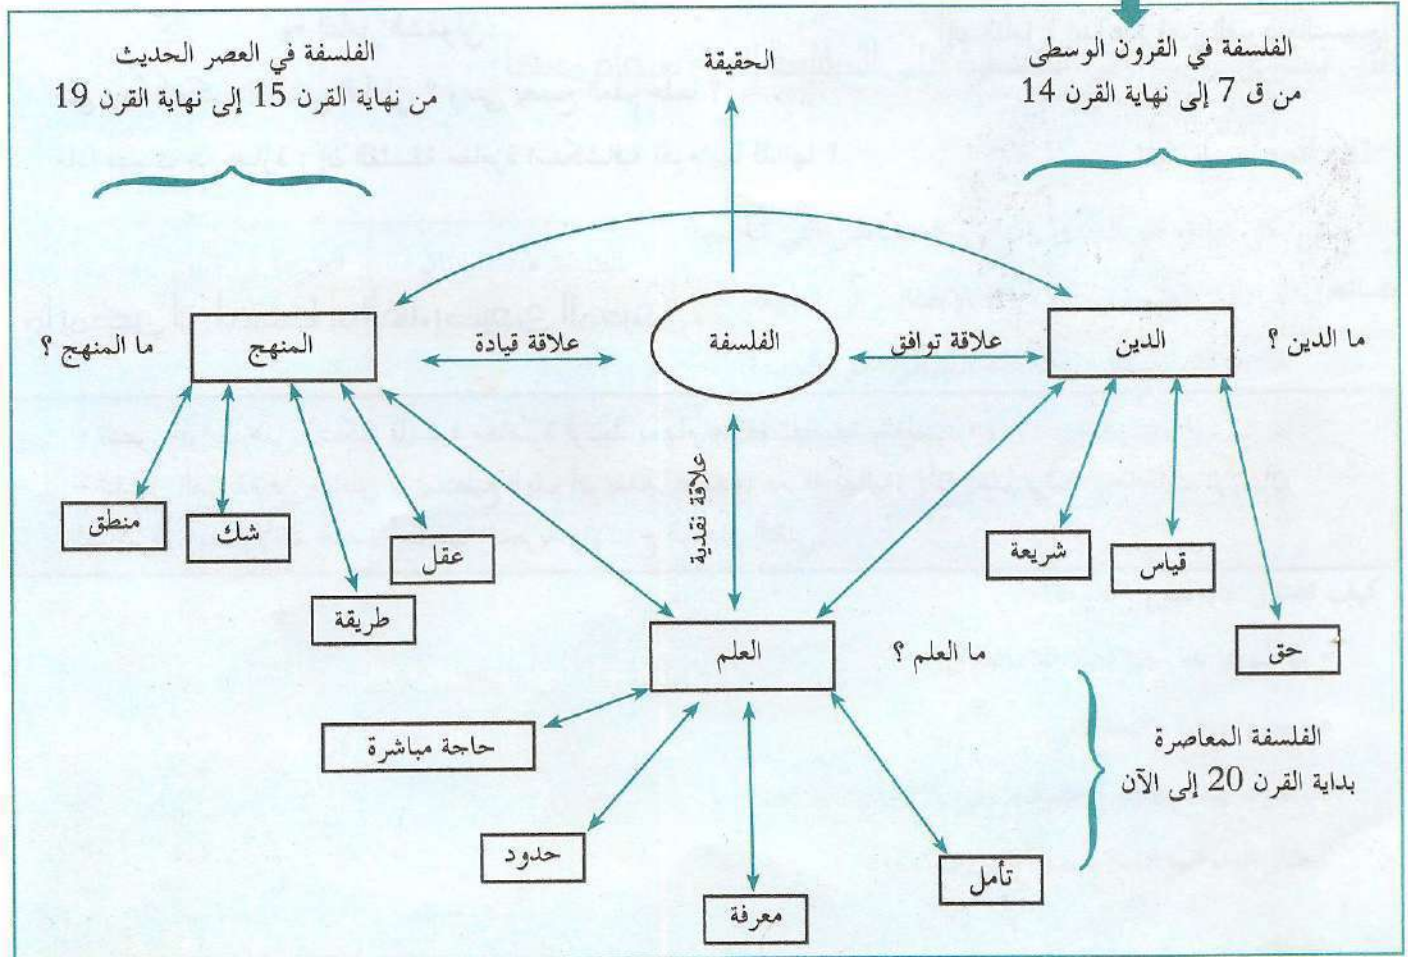 الفلسفة في القرون الوسطى
من ق 7 إلى نهاية القرن 14
الحقيقة
الفلسفة في العصر الحديث
من نهاية القرن 15 إلى نهاية القرن 19
ما الدين ؟
الدين
علاقة توافق
الفلسفة
علاقة قيادة
المنهج
ما المنهج ؟
علاقة نقدية
شريعة
قياس
حق
عقل
طريقة
شك
منطق
ما العلم ؟
العلم
الفلسفة المعاصرة
بداية القرن 20 إلى الآن
حاجة مباشرة
حدود
معرفة
تأمل